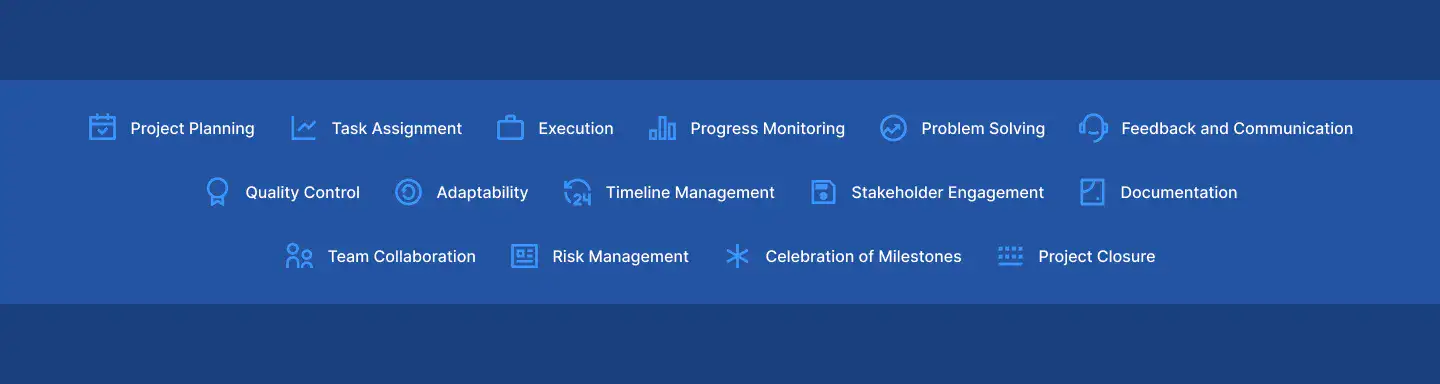 Project Planning Task Assignment Execution Progress Monitoring Problem Solving Feedback and Communication
Quality Control Adaptability 24 Timeline Management Stakeholder Engagement Documentation
Team Collaboration Risk Management Celebration of Milestones Project Closure